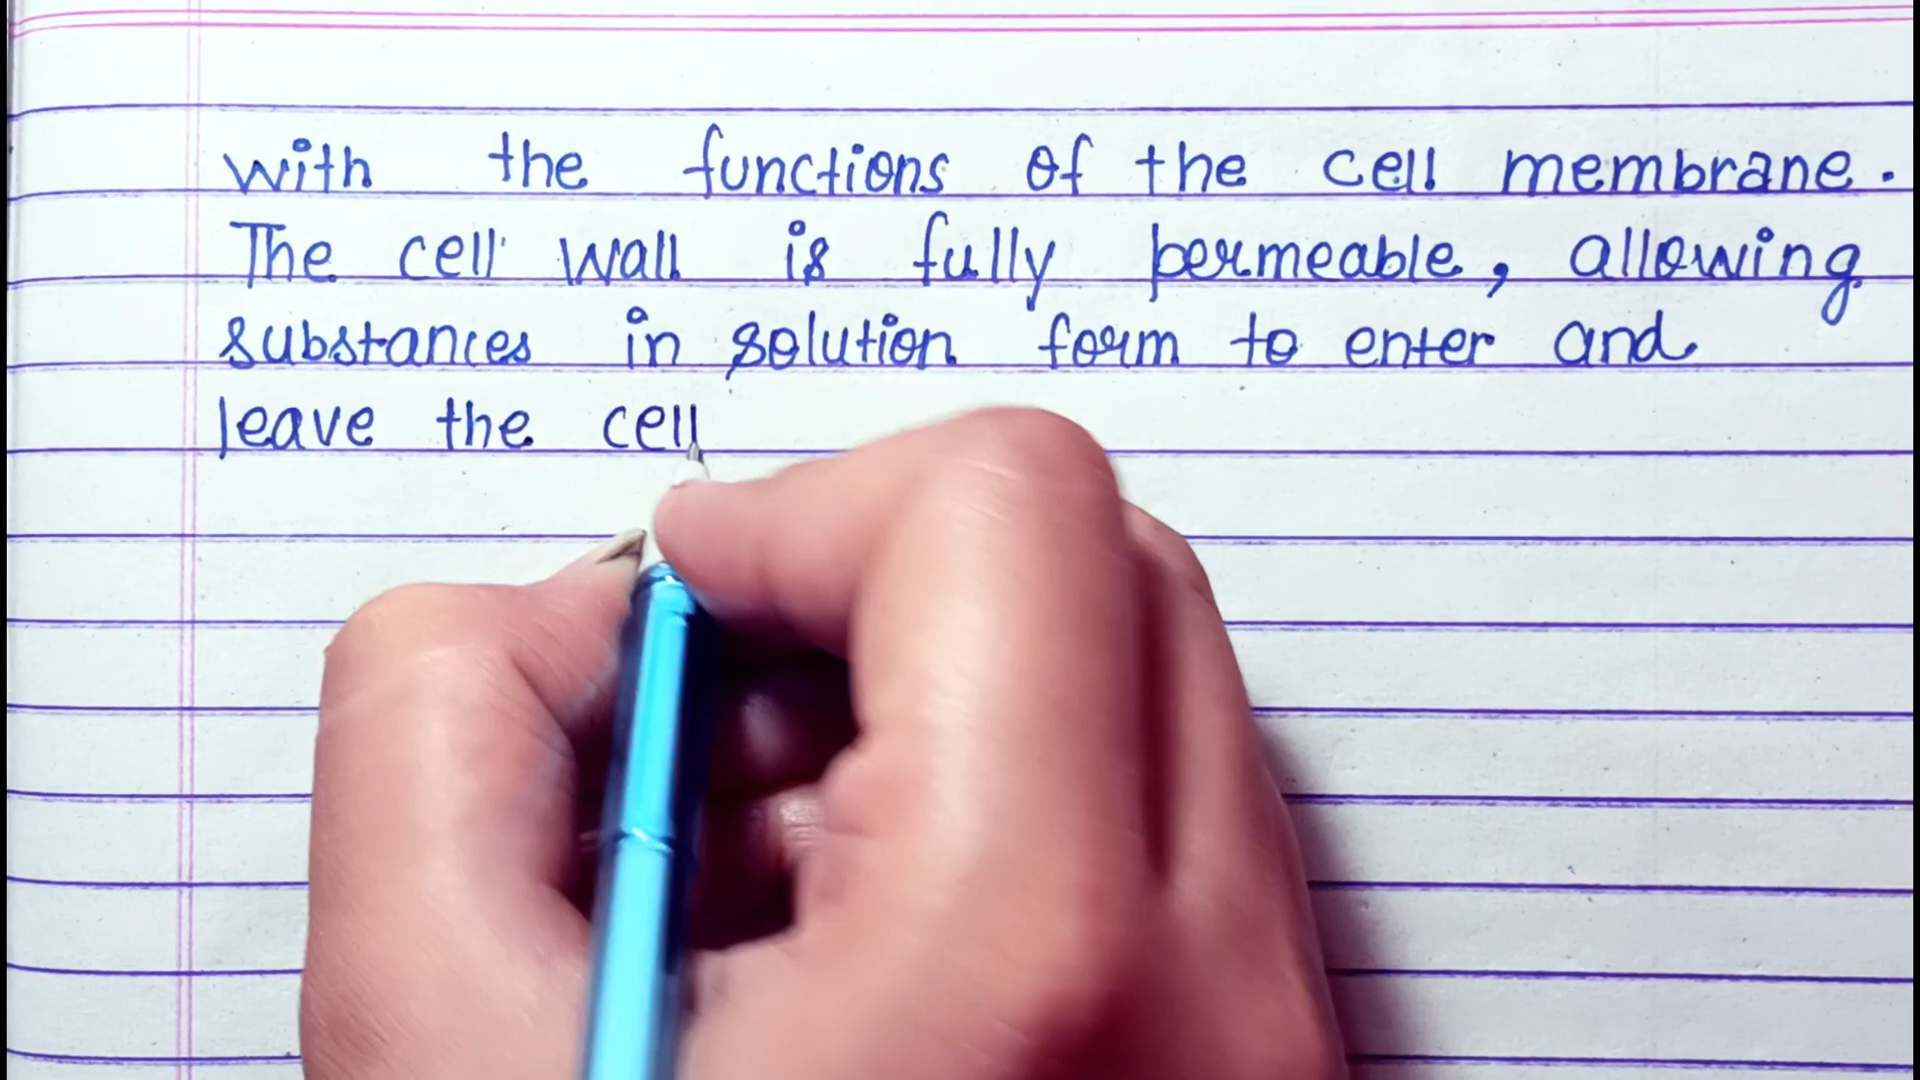 with the functions of the cell membrane.
The cell wall is fully permeable, allowing
substances in solution form to enter and
leave the cell